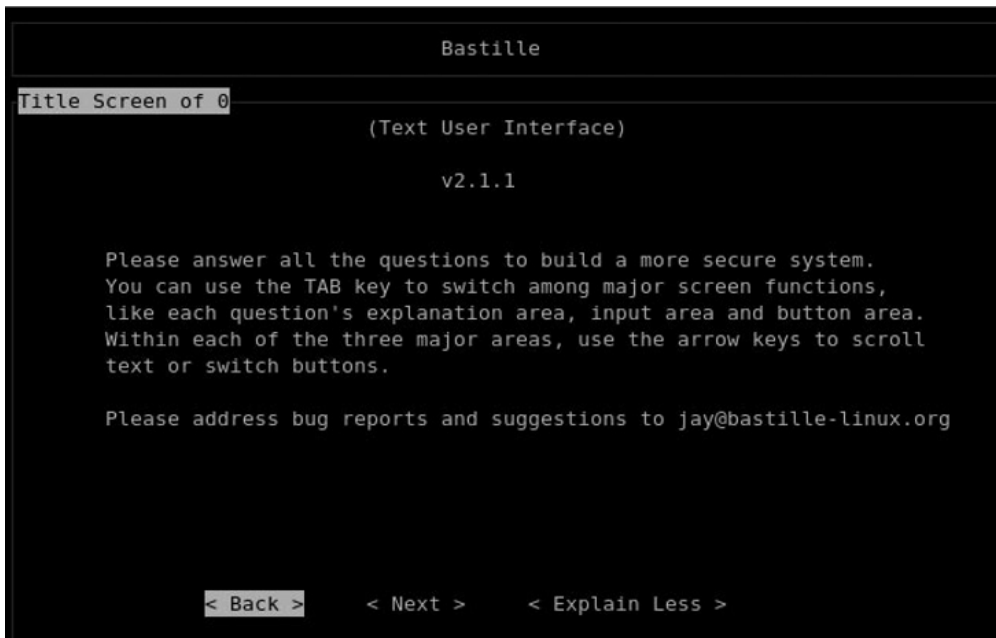 Bastille
Title Screen of 0
(Text User Interface)
v2.1.1
Please answer all the questions to build a more secure system.
You can use the TAB key to switch among major screen functions,
like each question's explanation area, input area and button area.
Within each of the three major areas, use the arrow keys to scroll
text or switch buttons.
Please address bug reports and suggestions to jay@bastille-linux.org
< Back > < Next > < Explain Less >